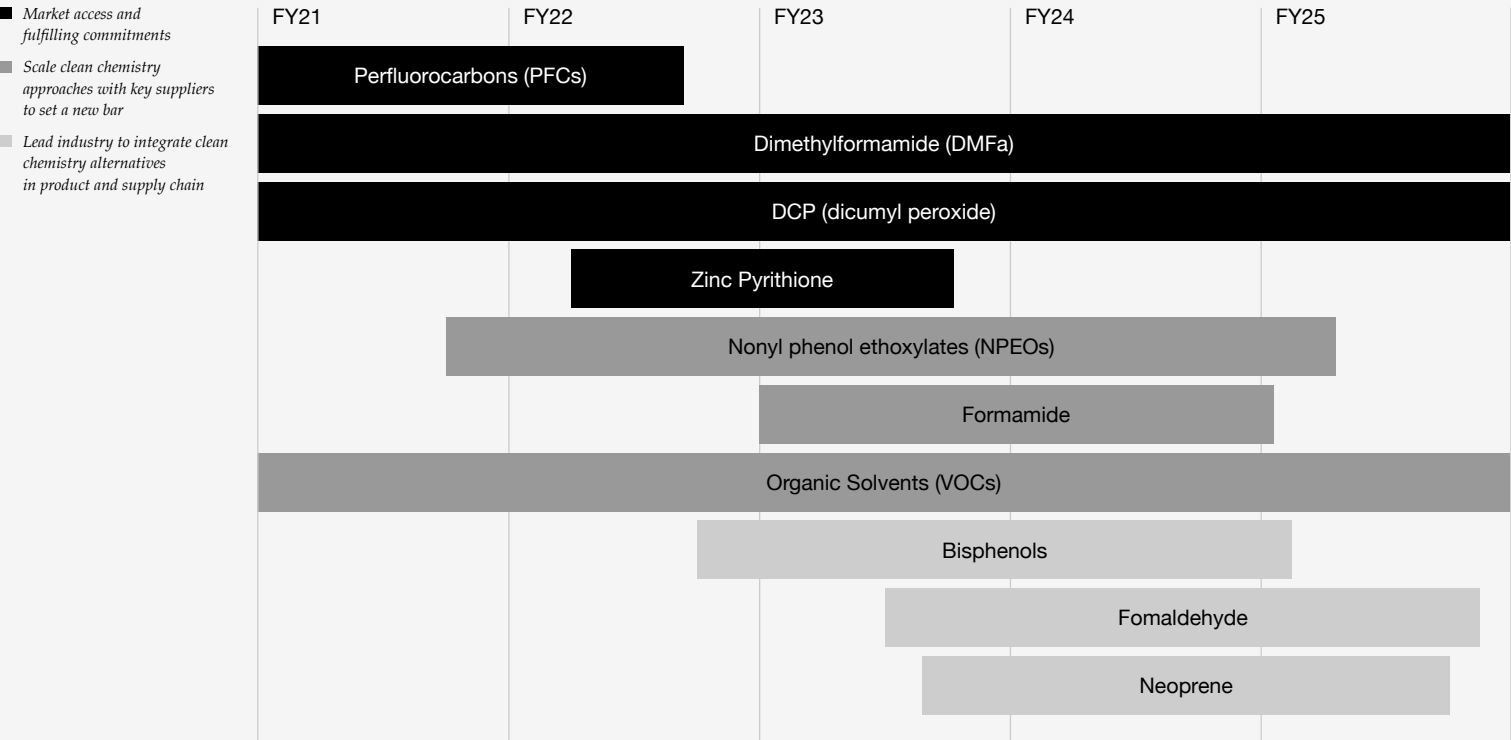 Market access and
fulfilling commitments
Scale clean chemistry
approaches with key suppliers
to set a new bar
Lead industry to integrate clean
chemistry alternatives
in product and supply chain
FY21 FY22 FY23 FY24 FY25
Perfluorocarbons (PFCs)
Dimethylformamide (DMFa)
DCP (dicumyl peroxide)
Zinc Pyrithione
Nonyl phenol ethoxylates (NPEOs)
Formamide
Organic Solvents (VOCs)
Bisphenols
Fomaldehyde
Neoprene